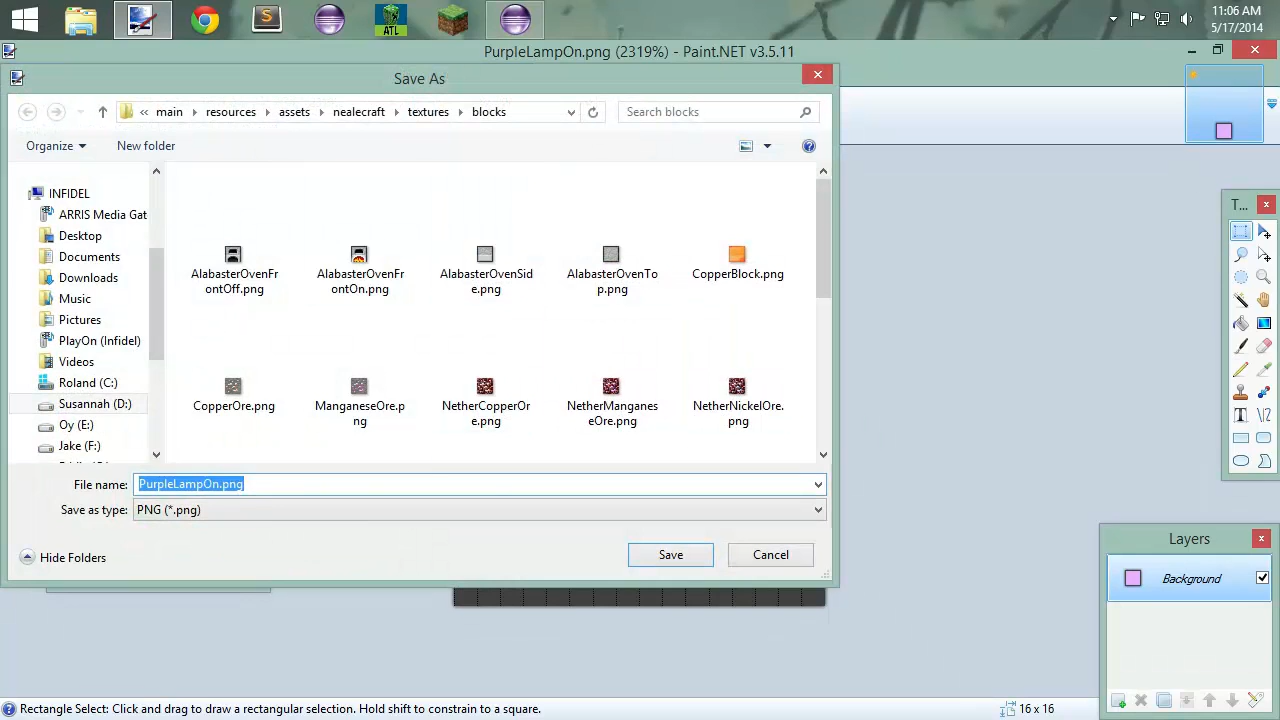 ATL
11:06 AM
5/17/2014
PurpleLampOn.png (2319%) - Paint.NET v3.5.11
Save As
« main resources assets nealecraft textures blocks
Search blocks
Organize New folder
INFIDEL
ARRIS Media Gat
Desktop
Documents
Downloads
Music
Pictures
PlayOn (Infidel)
Videos
Roland (C:)
Susannah (D:)
Oy (E:)
Jake (F:)
AlabasterOvenFr
ontOff.png
AlabasterOvenFr
ontOn.png
AlabasterOvenSid
e.png
AlabasterOvenTo
p.png
CopperBlock.png
CopperOre.png
ManganeseOre.p
ng
NetherCopperOr
e.png
NetherManganes
eOre.png
NetherNickelOre.
png
File name: PurpleLampOn.png
Save as type: PNG (*.png)
Hide Folders
Save
Cancel
T...
Layers
Background
Rectangle Select: Click and drag to draw a rectangular selection. Hold shift to constrain to a square.
16 x 16